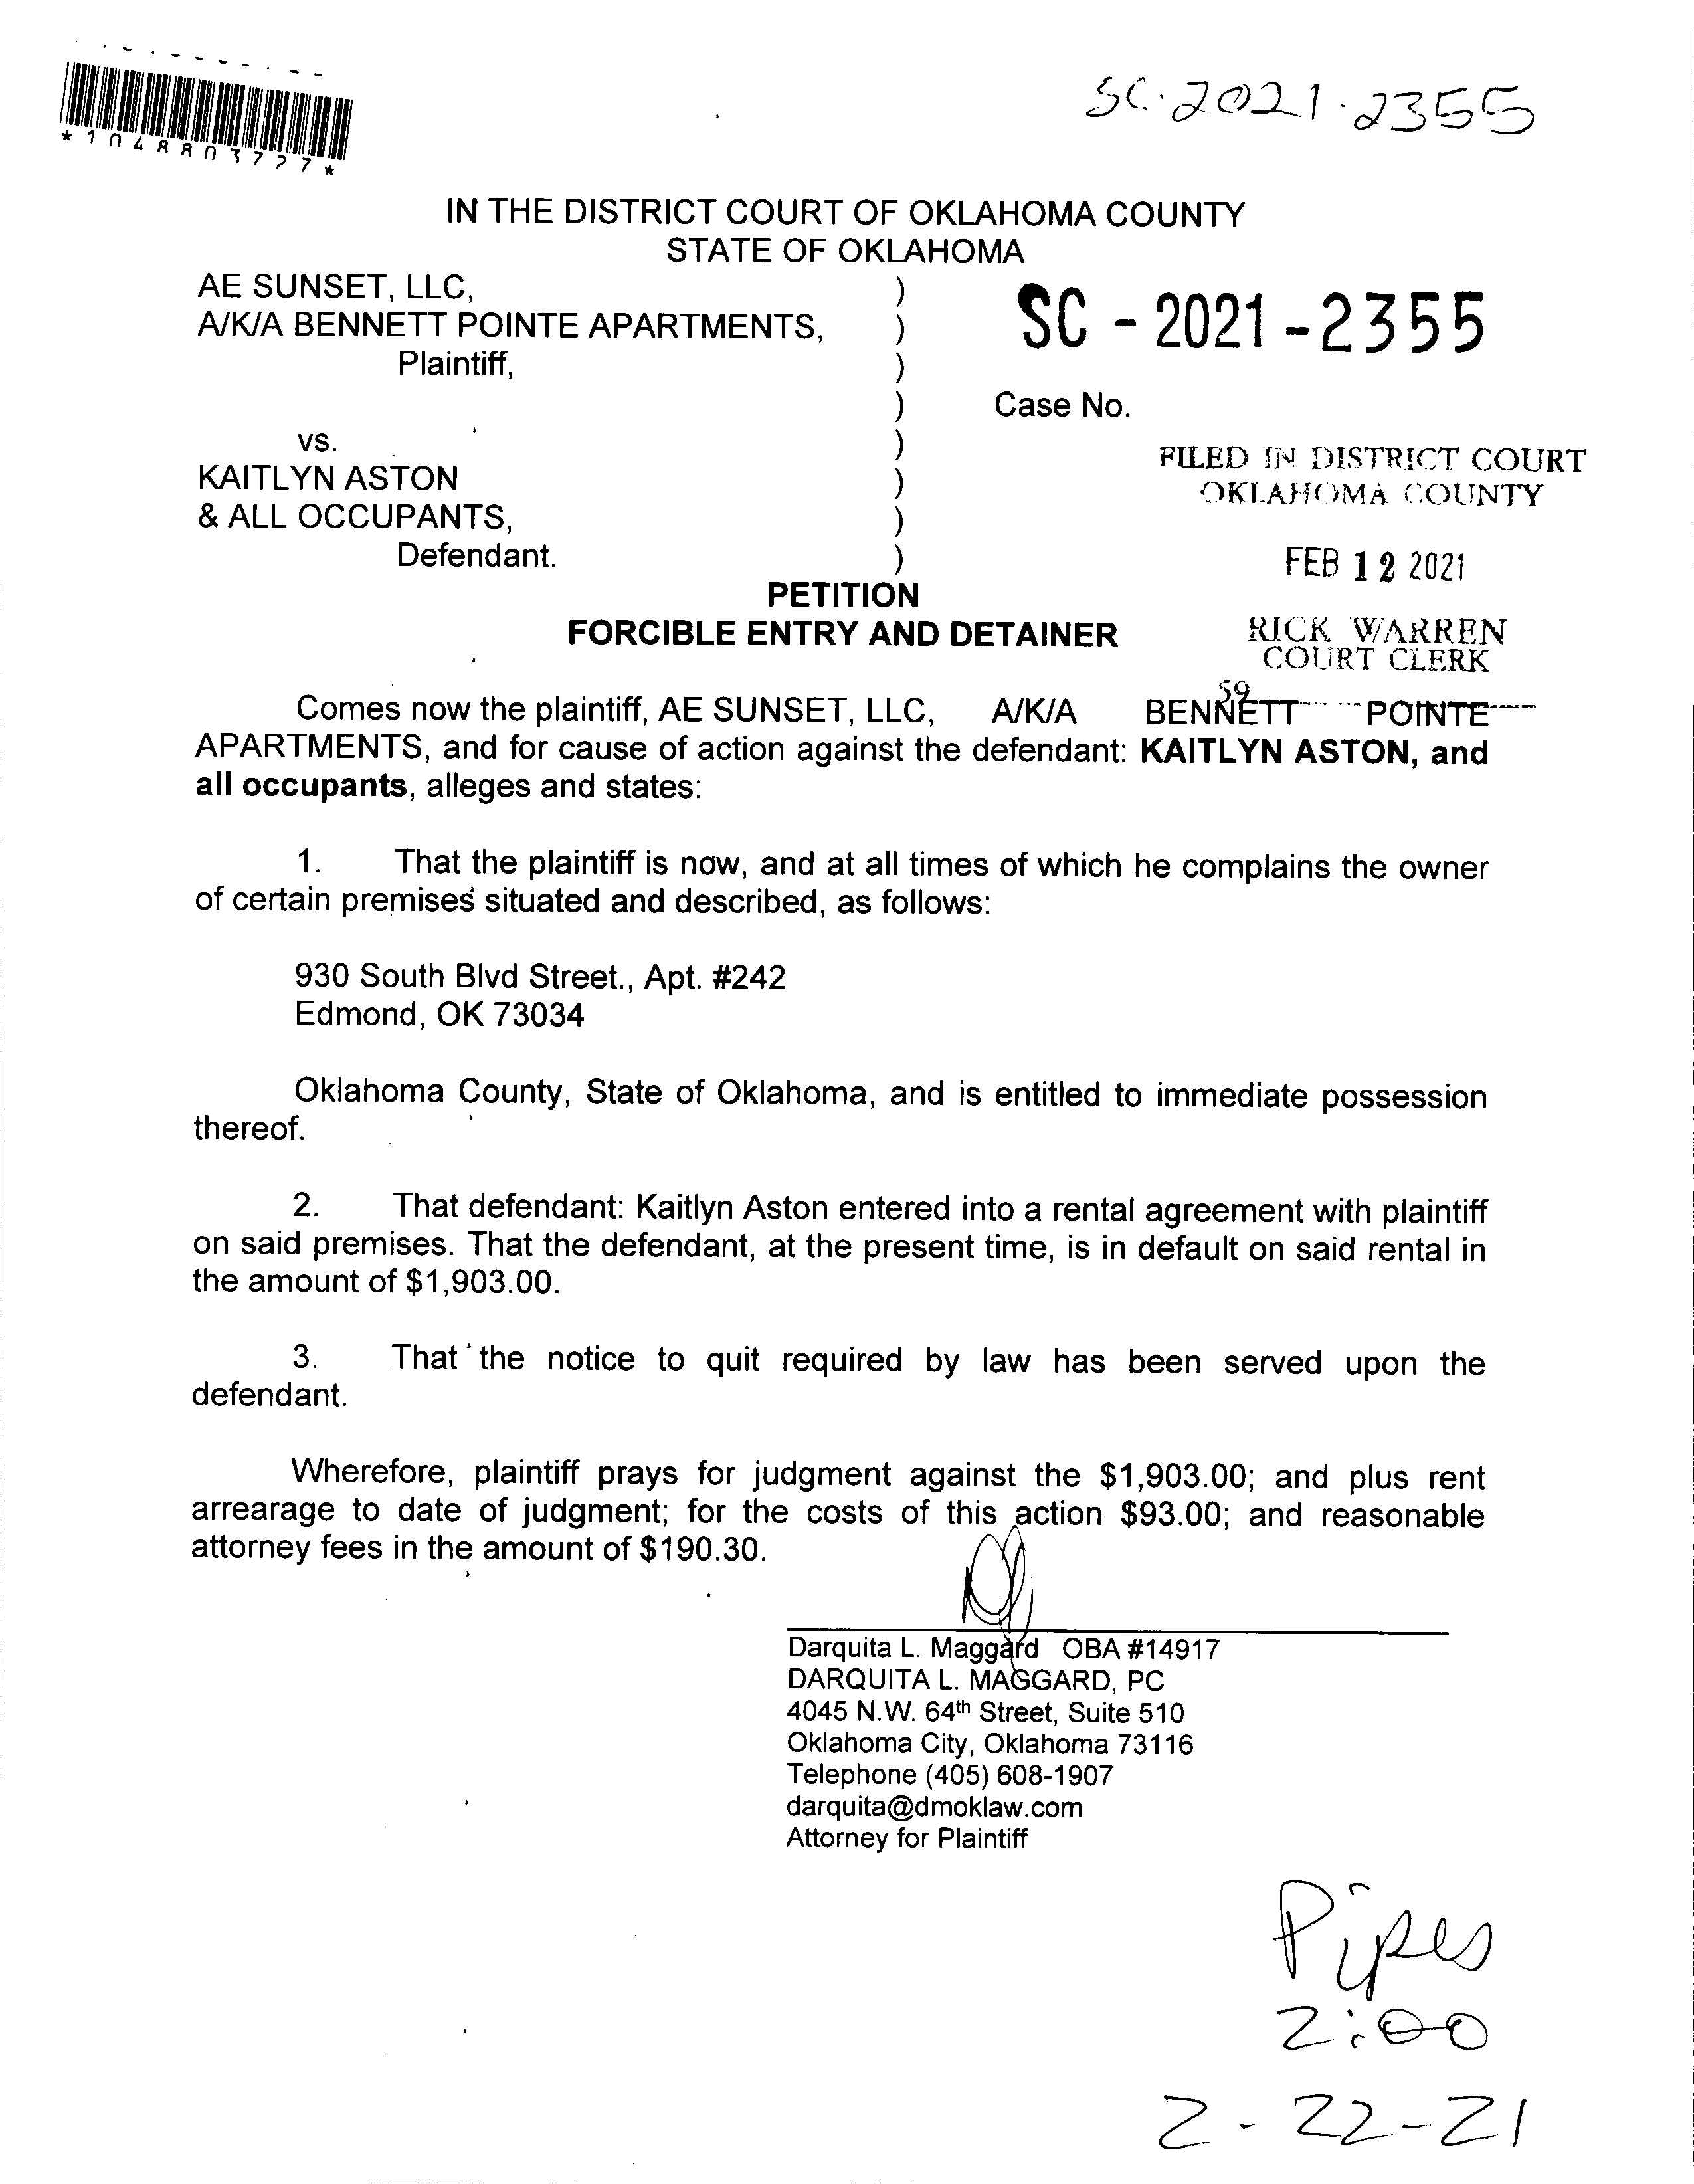 SC-2021-2355
*1048803727*
IN THE DISTRICT COURT OF OKLAHOMA COUNTY
STATE OF OKLAHOMA
AE SUNSET, LLC, )
A/K/A BENNETT POINTE APARTMENTS, ) SC - 2021 - 2355
Plaintiff, )
) Case No.
vs. )
KAITLYN ASTON ) FILED IN DISTRICT COURT
OKLAHOMA COUNTY
& ALL OCCUPANTS, )
Defendant. ) FEB 12 2021
PETITION
FORCIBLE ENTRY AND DETAINER RICK WARREN
COURT CLERK
59
Comes now the plaintiff, AE SUNSET, LLC, A/K/A BENNETT POINTE
APARTMENTS, and for cause of action against the defendant: KAITLYN ASTON, and
all occupants, alleges and states:
1. That the plaintiff is now, and at all times of which he complains the owner
of certain premises situated and described, as follows:
930 South Blvd Street., Apt. #242
Edmond, OK 73034
Oklahoma County, State of Oklahoma, and is entitled to immediate possession
thereof.
2. That defendant: Kaitlyn Aston entered into a rental agreement with plaintiff
on said premises. That the defendant, at the present time, is in default on said rental in
the amount of $1,903.00.
3. That the notice to quit required by law has been served upon the
defendant.
Wherefore, plaintiff prays for judgment against the $1,903.00; and plus rent
arrearage to date of judgment; for the costs of this action $93.00; and reasonable
attorney fees in the amount of $190.30.
Darquita L. Maggard OBA #14917
DARQUITA L. MAGGARD, PC
4045 N.W. 64th Street, Suite 510
Oklahoma City, Oklahoma 73116
Telephone (405) 608-1907
darquita@dmoklaw.com
Attorney for Plaintiff
Pipes
2:00
2-22-21